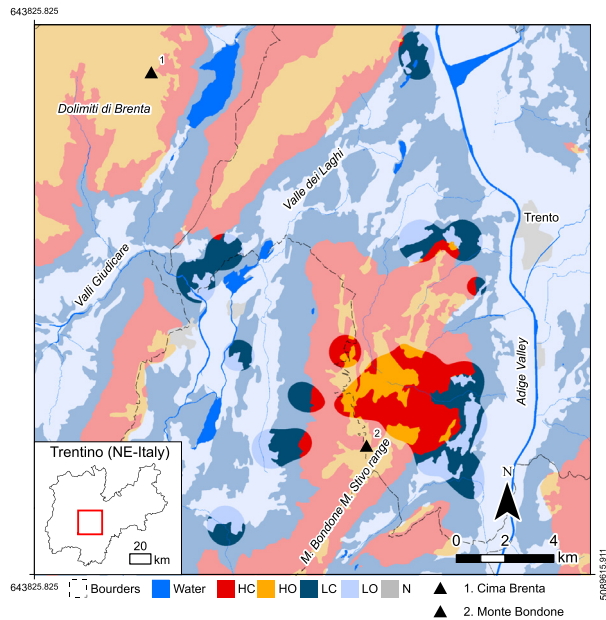 643825.825
1
Dolimiti di Brenta
Valle dei Laghi
Trento
Valli Giudicare
Adige Valley
2
M. Bondone M. Stivo range
Trentino (NE-Italy)
20
km
N
0 2 4
km
5089615.911
643825.825
Bourders Water HC HO LC LO N 1. Cima Brenta
2. Monte Bondone